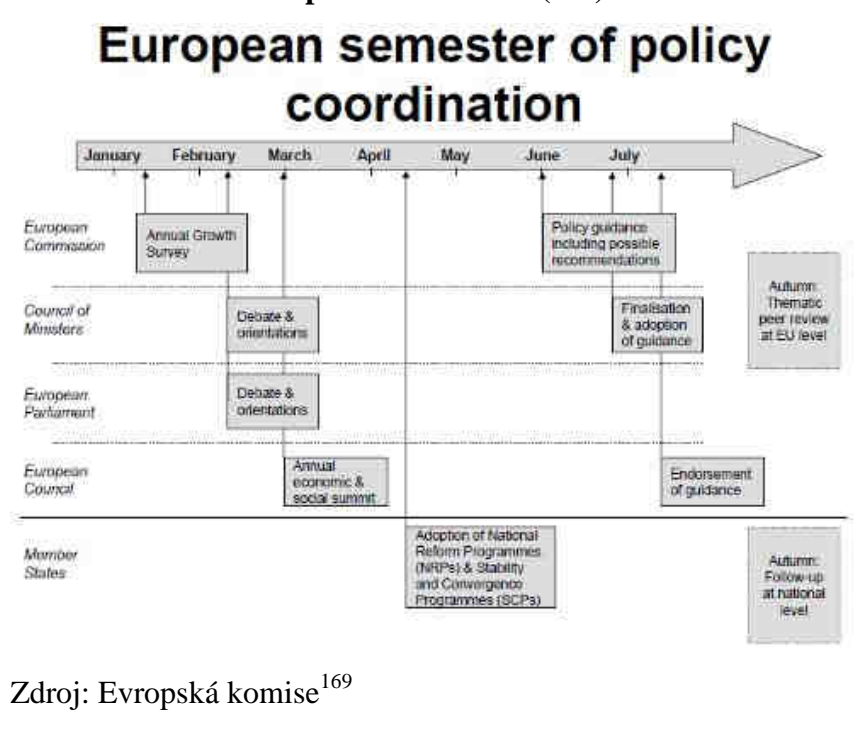 European semester of policy
coordination
January February March April May June July
European
Commission
Annual Growth
Survey
Policy guidance
including possible
recommendations
Council of
Ministers
Debate &
orientations
Finalisation
& adoption
of guidance
Autumn:
Thematic
peer review
at EU level
European
Parliament
Debate &
orientations
European
Council
Annual
economic &
social summit
Endorsement
of guidance
Member
States
Adoption of National
Reform Programmes
(NRPs) & Stability
and Convergence
Programmes (SCPs)
Autumn:
Follow-up
at national
level
Zdroj: Evropská komise169